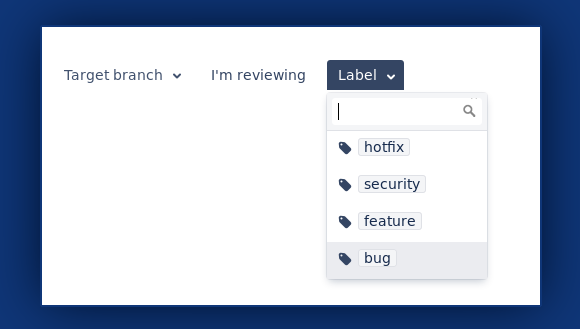 Target branch I'm reviewing Label
hotfix
security
feature
bug